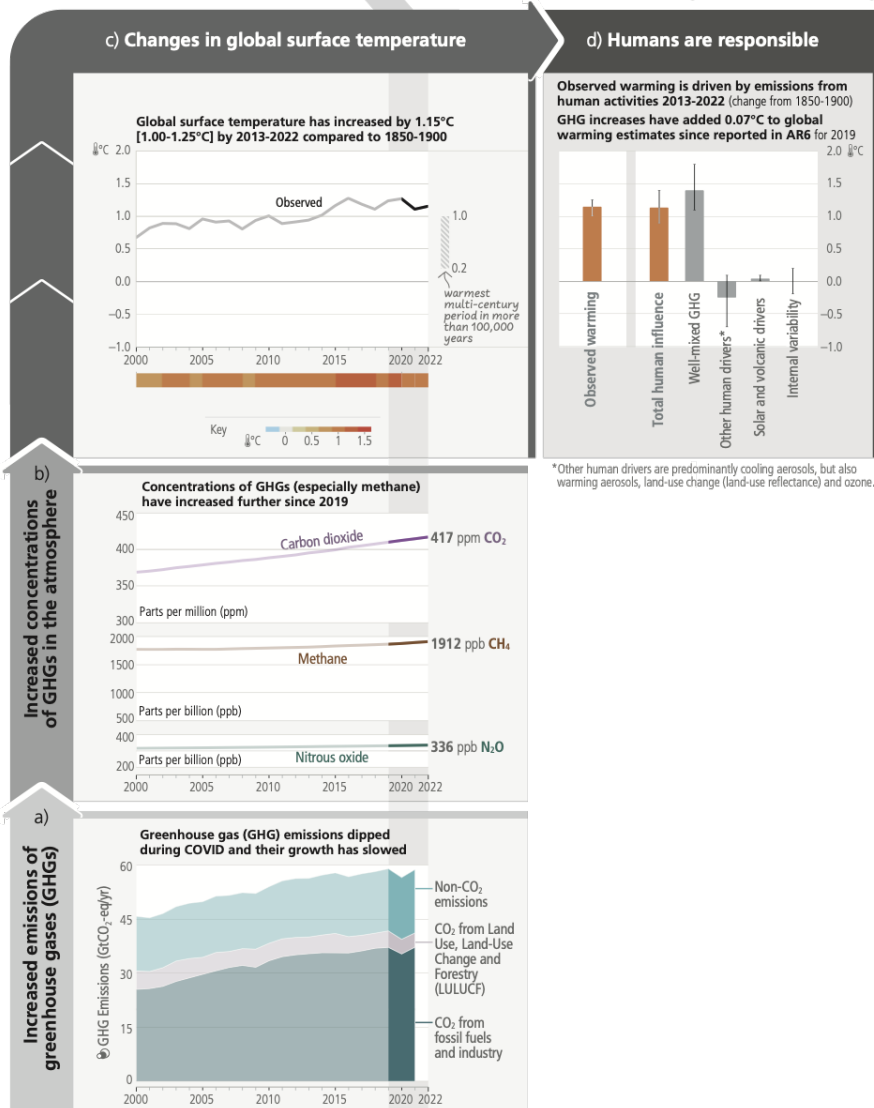 c) Changes in global surface temperature
Global surface temperature has increased by 1.15°C
[1.00-1.25°C] by 2013-2022 compared to 1850-1900
°C
2.0
1.5
1.0
0.5
0.0
−0.5
−1.0
Observed
1.0
0.2
warmest
multi-century
period in more
than 100,000
years
2000 2005 2010 2015 2020 2022
Key
°C 0 0.5 1 1.5
d) Humans are responsible
Observed warming is driven by emissions from
human activities 2013-2022 (change from 1850-1900)
GHG increases have added 0.07°C to global
warming estimates since reported in AR6 for 2019
2.0 °C
1.5
1.0
0.5
0.0
−0.5
−1.0
Observed warming
Total human influence
Well-mixed GHG
Other human drivers*
Solar and volcanic drivers
Internal variability
*Other human drivers are predominantly cooling aerosols, but also
warming aerosols, land-use change (land-use reflectance) and ozone.
b)
Increased concentrations
of GHGs in the atmosphere
Concentrations of GHGs (especially methane)
have increased further since 2019
450
400
350
300
Carbon dioxide
417 ppm CO₂
Parts per million (ppm)
2000
1500
1000
500
Methane
1912 ppb CH₄
Parts per billion (ppb)
400
200
336 ppb N₂O
Parts per billion (ppb)
Nitrous oxide
2000 2005 2010 2015 2020 2022
a)
Increased emissions of
greenhouse gases (GHGs)
Greenhouse gas (GHG) emissions dipped
during COVID and their growth has slowed
GHG Emissions (GtCO₂-eq/yr)
60
45
30
15
0
Non-CO₂
emissions
CO₂ from Land
Use, Land-Use
Change and
Forestry
(LULUCF)
CO₂ from
fossil fuels
and industry
2000 2005 2010 2015 2020 2022